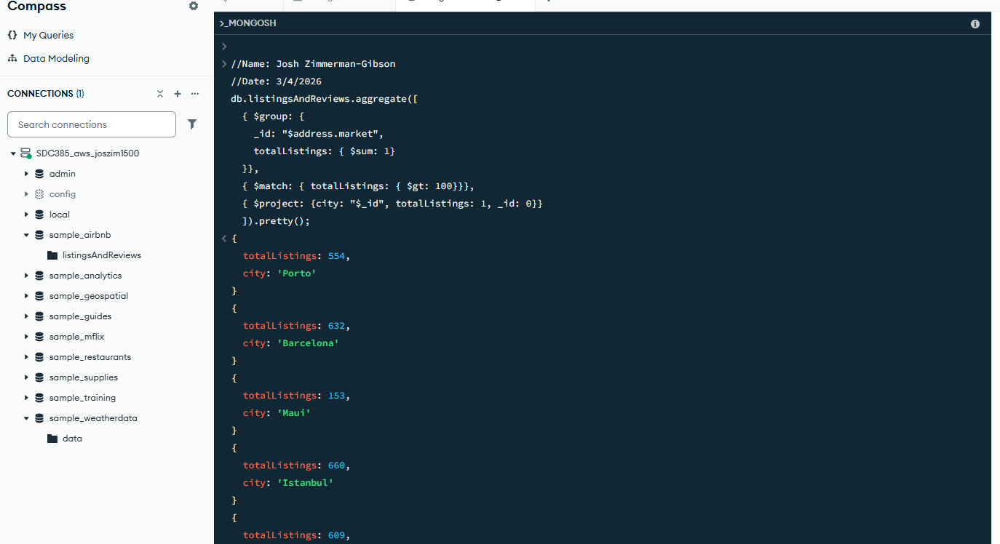 Compass
{} My Queries
Data Modeling
CONNECTIONS (1)
Search connections
SDC385_aws_joszim1500
admin
config
local
sample_airbnb
listingsAndReviews
sample_analytics
sample_geospatial
sample_guides
sample_mflix
sample_restaurants
sample_supplies
sample_training
sample_weatherdata
data
>_MONGOSH
>
> //Name: Josh Zimmerman-Gibson
//Date: 3/4/2026
db.listingsAndReviews.aggregate([
{ $group: {
_id: "$address.market",
totalListings: { $sum: 1}
}},
{ $match: { totalListings: { $gt: 100}}},
{ $project: {city: "$_id", totalListings: 1, _id: 0}}
]).pretty();
< {
totalListings: 554,
city: 'Porto'
}
{
totalListings: 632,
city: 'Barcelona'
}
{
totalListings: 153,
city: 'Maui'
}
{
totalListings: 660,
city: 'Istanbul'
}
{
totalListings: 609,